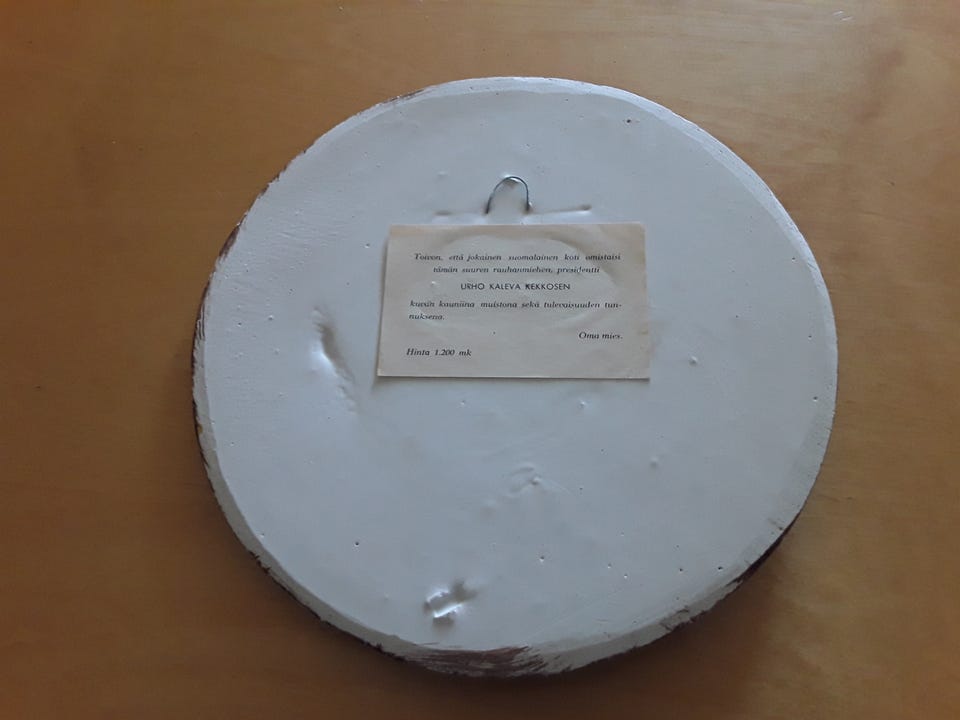 Toivon, että jokainen suomalainen koti omistaisi
tämän suuren rauhanmiehen, presidentti
URHO KALEVA KEKKOSEN
kuvan kauniina muistona sekä tulevaisuuden tun-
nuksena.
Oma mies.
Hinta 1.200 mk